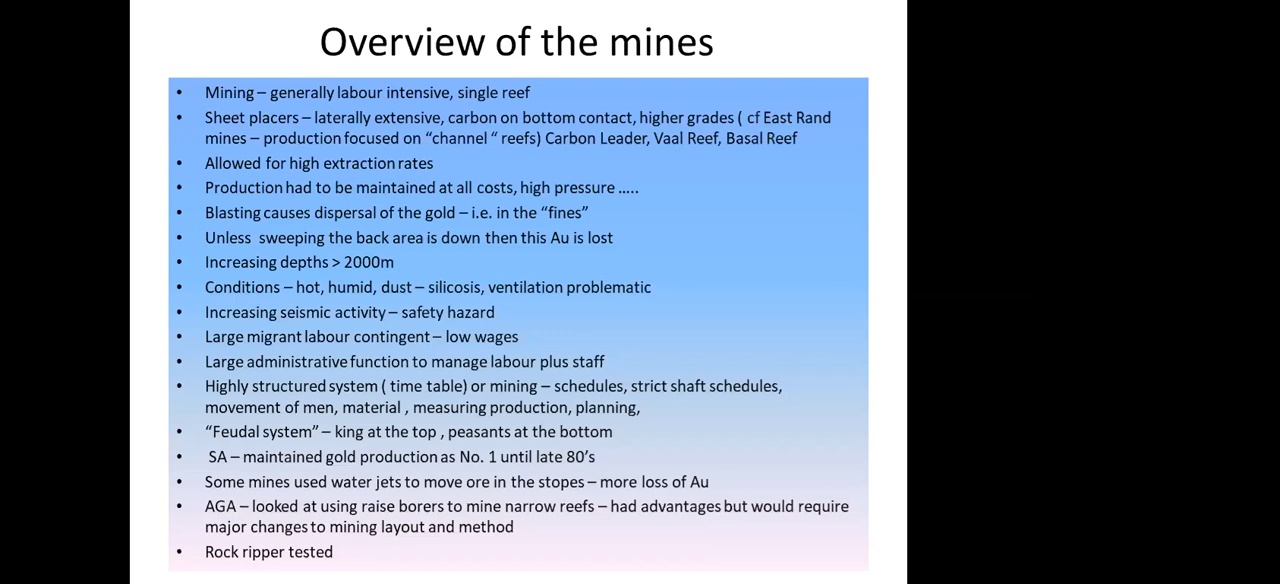 Overview of the mines
• Mining – generally labour intensive, single reef
• Sheet placers – laterally extensive, carbon on bottom contact, higher grades ( cf East Rand
mines – production focused on “channel “ reefs) Carbon Leader, Vaal Reef, Basal Reef
• Allowed for high extraction rates
• Production had to be maintained at all costs, high pressure …..
• Blasting causes dispersal of the gold – i.e. in the “fines”
• Unless sweeping the back area is down then this Au is lost
• Increasing depths > 2000m
• Conditions – hot, humid, dust – silicosis, ventilation problematic
• Increasing seismic activity – safety hazard
• Large migrant labour contingent – low wages
• Large administrative function to manage labour plus staff
• Highly structured system ( time table) or mining – schedules, strict shaft schedules,
movement of men, material , measuring production, planning,
• “Feudal system” – king at the top , peasants at the bottom
• SA – maintained gold production as No. 1 until late 80’s
• Some mines used water jets to move ore in the stopes – more loss of Au
• AGA – looked at using raise borers to mine narrow reefs – had advantages but would require
major changes to mining layout and method
• Rock ripper tested